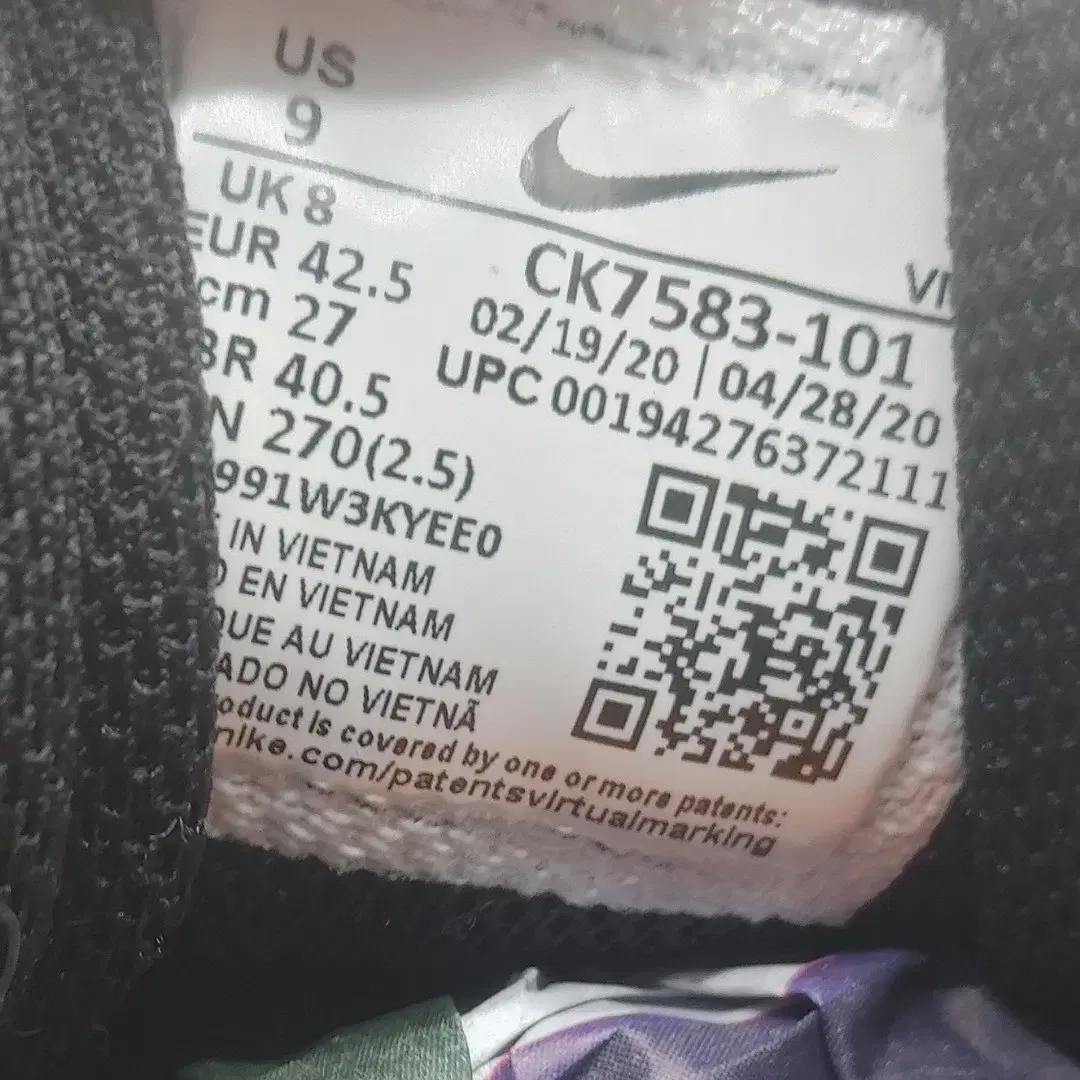 US
9
UK 8
EUR 42.5
cm 27
BR 40.5
N 270(2.5)
991W3KYEE0
IN VIETNAM
EN VIETNAM
QUE AU VIETNAM
ADO NO VIETNÃ
oduct is covered by one or more patents:
nike.com/patentsvirtualmarking
VI
CK7583-101
02/19/20 | 04/28/20
UPC 00194276372111